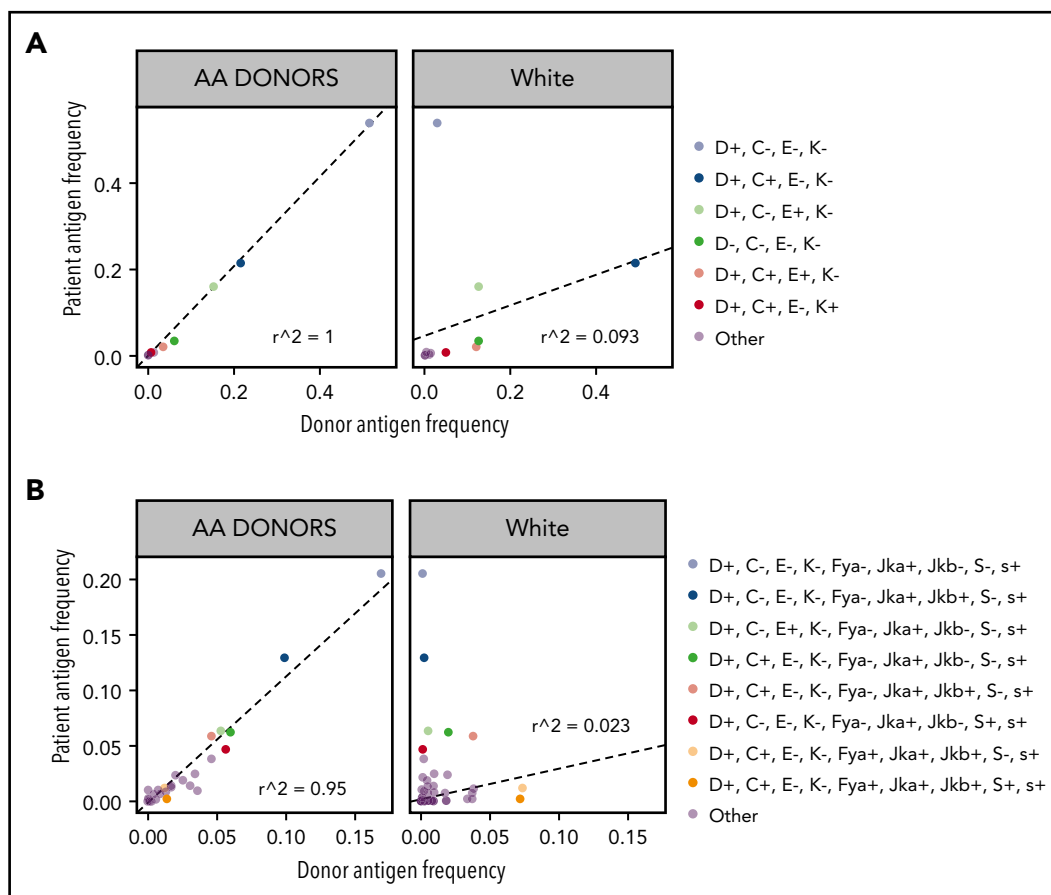 A
AA DONORS
White
Patient antigen frequency
0.4
0.2
0.0
r^2 = 1
r^2 = 0.093
0.0
0.2
0.4
0.0
0.2
0.4
Donor antigen frequency
D+, C-, E-, K-
D+, C+, E-, K-
D+, C-, E+, K-
D-, C-, E-, K-
D+, C+, E+, K-
D+, C+, E-, K+
Other
B
AA DONORS
White
Patient antigen frequency
0.20
0.15
0.10
0.05
0.00
r^2 = 0.95
r^2 = 0.023
0.00
0.05
0.10
0.15
0.00
0.05
0.10
0.15
Donor antigen frequency
D+, C-, E-, K-, Fya-, Jka+, Jkb-, S-, s+
D+, C-, E-, K-, Fya-, Jka+, Jkb+, S-, s+
D+, C-, E+, K-, Fya-, Jka+, Jkb-, S-, s+
D+, C+, E-, K-, Fya-, Jka+, Jkb-, S-, s+
D+, C+, E-, K-, Fya-, Jka+, Jkb+, S-, s+
D+, C-, E-, K-, Fya-, Jka+, Jkb-, S+, s+
D+, C+, E-, K-, Fya+, Jka+, Jkb+, S-, s+
D+, C+, E-, K-, Fya+, Jka+, Jkb+, S+, s+
Other